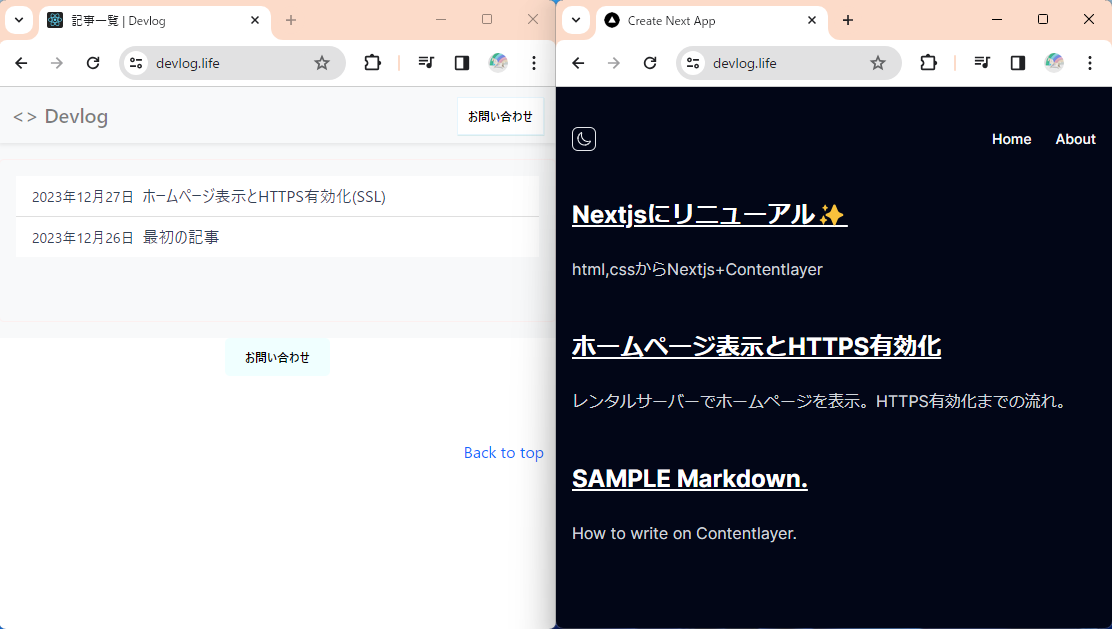 記事一覧 | Devlog
devlog.life
<> Devlog
お問い合わせ
2023年12月27日 ホームページ表示とHTTPS有効化(SSL)
2023年12月26日 最初の記事
お問い合わせ
Back to top
Create Next App
devlog.life
Home About
Nextjsにリニューアル✨
html,cssからNextjs+Contentlayer
ホームページ表示とHTTPS有効化
レンタルサーバーでホームページを表示。HTTPS有効化までの流れ。
SAMPLE Markdown.
How to write on Contentlayer.